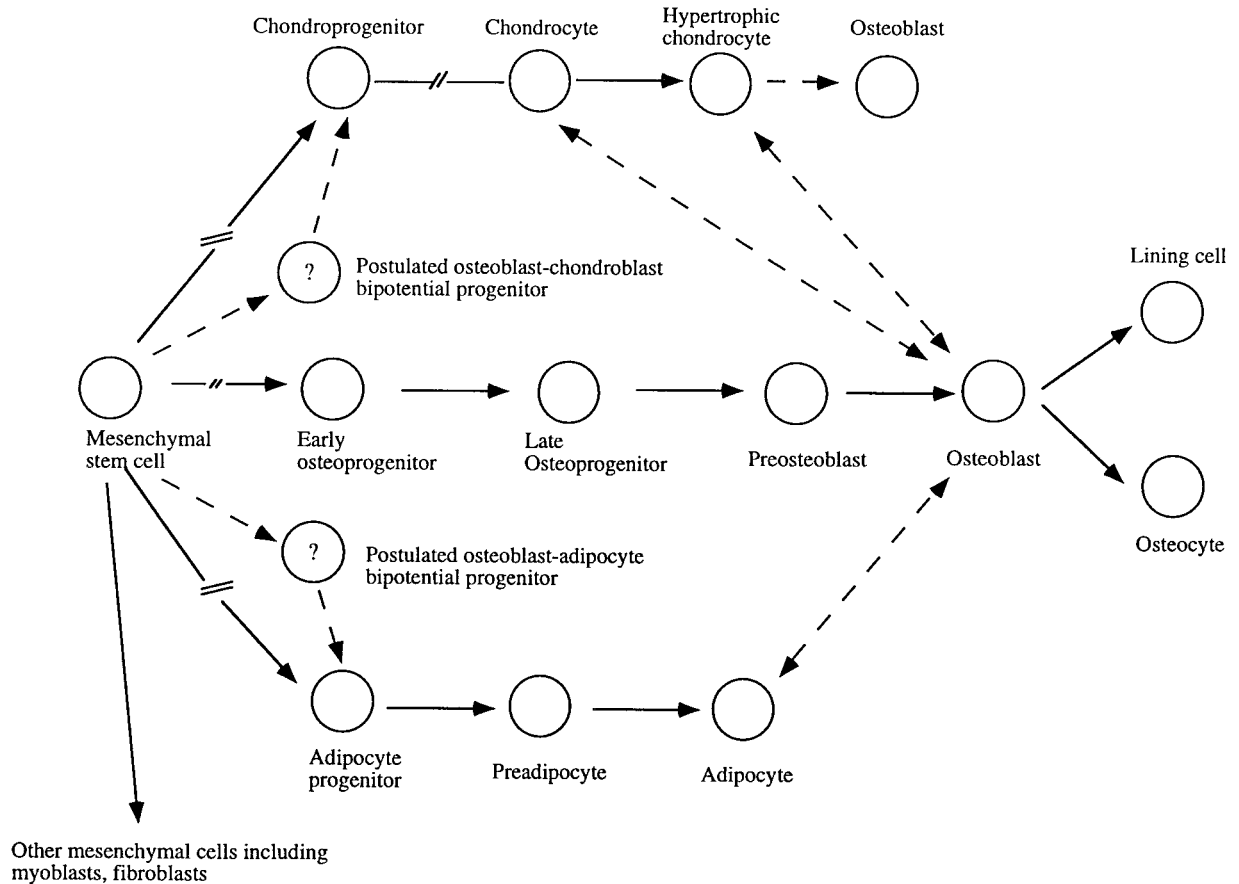 Chondroprogenitor
Chondrocyte
Hypertrophic
chondrocyte
Osteoblast
?
Postulated osteoblast-chondroblast
bipotential progenitor
Lining cell
Mesenchymal
stem cell
Early
osteoprogenitor
Late
Osteoprogenitor
Preosteoblast
Osteoblast
Osteocyte
?
Postulated osteoblast-adipocyte
bipotential progenitor
Adipocyte
progenitor
Preadipocyte
Adipocyte
Other mesenchymal cells including
myoblasts, fibroblasts